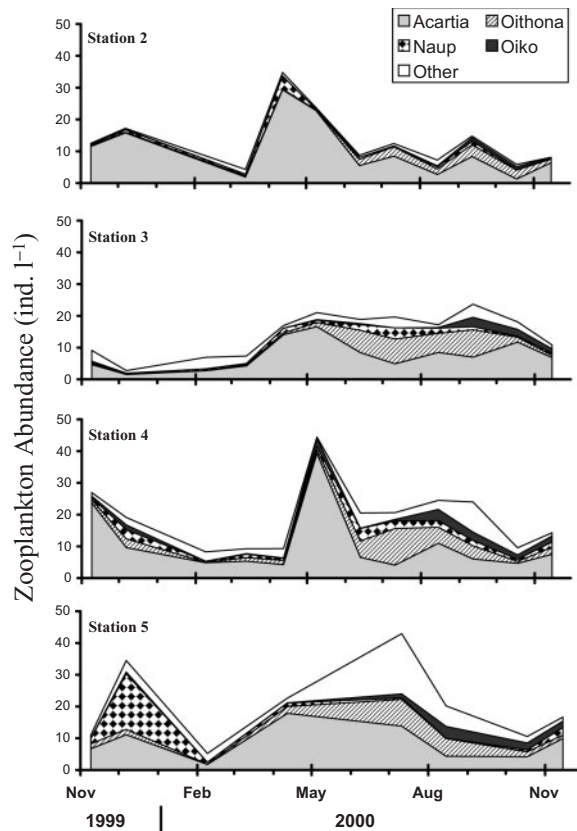 Acartia Oithona
Naup Oiko
Other
Zooplankton Abundance (ind. l⁻¹)
Station 2
50
40
30
20
10
0
Station 3
50
40
30
20
10
0
Station 4
50
40
30
20
10
0
Station 5
50
40
30
20
10
0
Nov Feb May Aug Nov
1999 2000